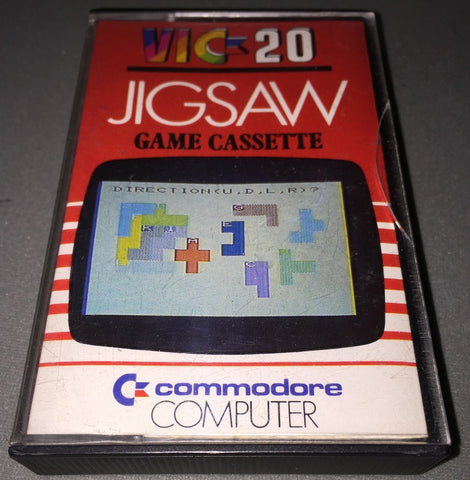 VIC-20
JIGSAW
GAME CASSETTE
DIRECTION(U,D,L,R)?
commodore
COMPUTER